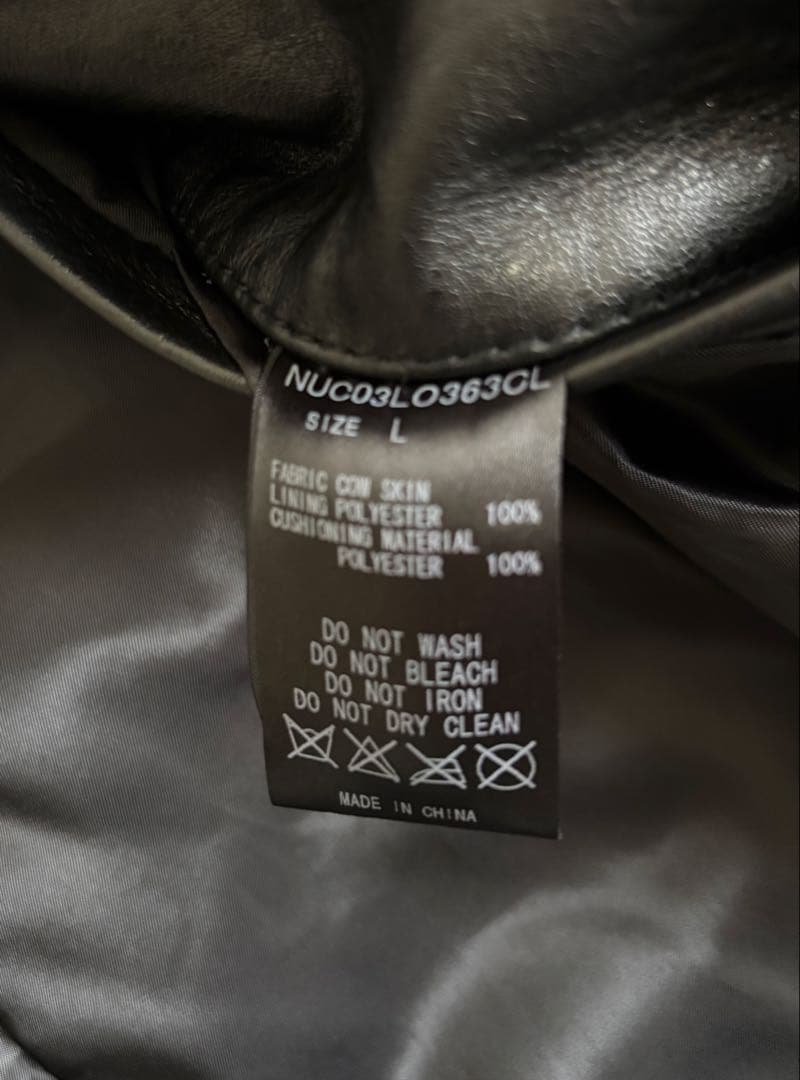 NUC03LO363CL
SIZE L
FABRIC COW SKIN
LINING POLYESTER 100%
CUSHIONING MATERIAL
POLYESTER 100%
DO NOT WASH
DO NOT BLEACH
DO NOT IRON
DO NOT DRY CLEAN
MADE IN CHINA